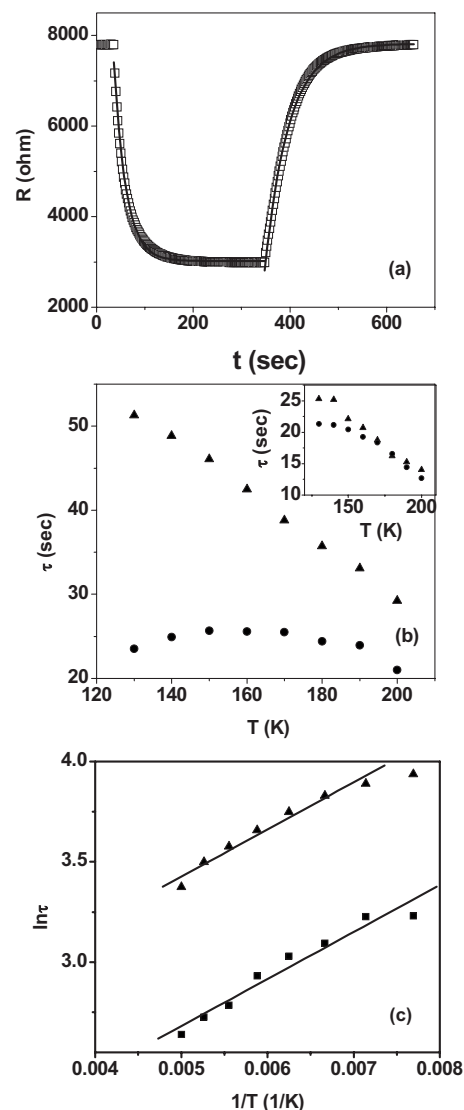 8000
6000
4000
2000
R (ohm)
(a)
0 200 400 600
t (sec)
50
40
30
20
τ (sec)
25
20
15
10
τ (sec)
150 200
T (K)
(b)
120 140 160 180 200
T (K)
4.0
3.5
3.0
lnτ
(c)
0.004 0.005 0.006 0.007 0.008
1/T (1/K)